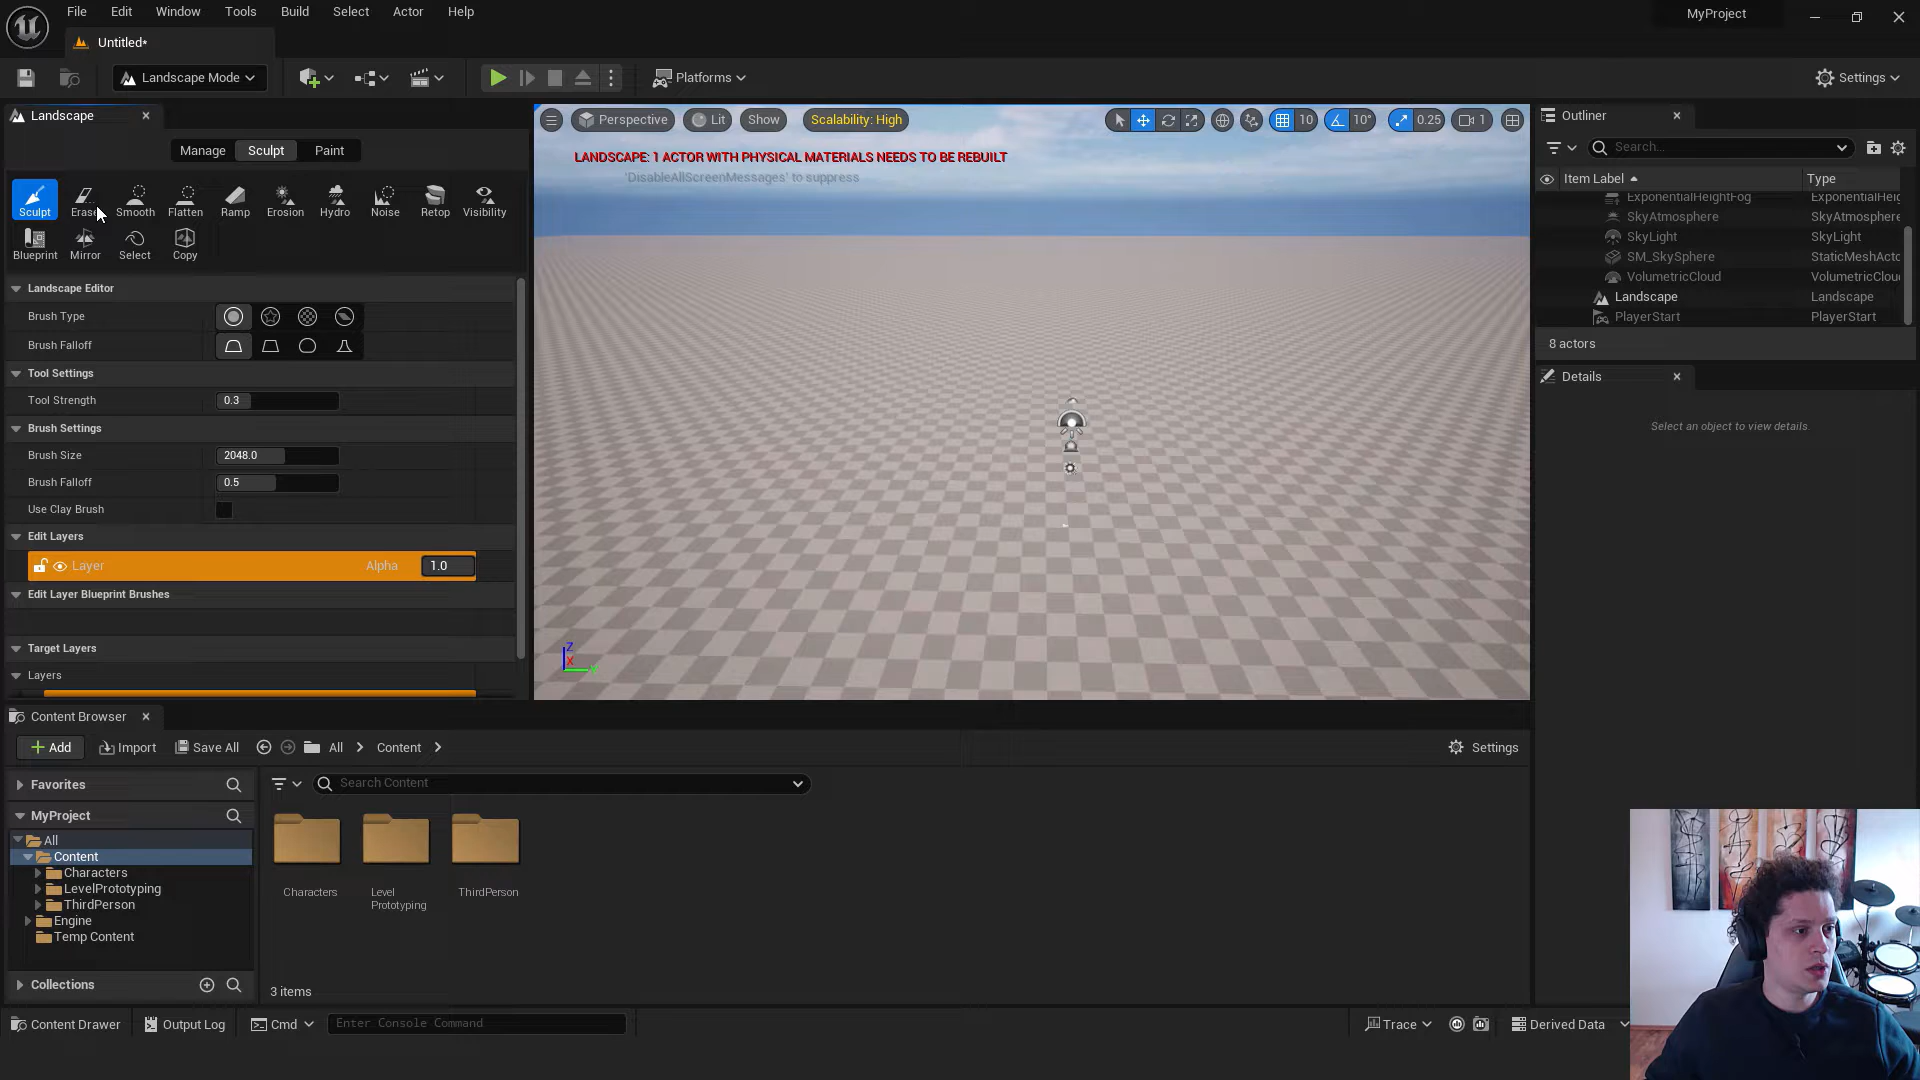 File Edit Window Tools Build Select Actor Help
MyProject
Untitled*
Landscape Mode
Platforms
Settings
Landscape
Manage Sculpt Paint
Sculpt Erase Smooth Flatten Ramp Erosion Hydro Noise Retop Visibility
Blueprint Mirror Select Copy
Landscape Editor
Brush Type
Brush Falloff
Tool Settings
Tool Strength 0.3
Brush Settings
Brush Size 2048.0
Brush Falloff 0.5
Use Clay Brush
Edit Layers
Layer Alpha 1.0
Edit Layer Blueprint Brushes
Target Layers
Layers
Perspective Lit Show Scalability: High 10 10° 0.25 1
LANDSCAPE: 1 ACTOR WITH PHYSICAL MATERIALS NEEDS TO BE REBUILT
'DisableAllScreenMessages' to suppress
Z
X
Outliner
Search...
Item Label Type
ExponentialHeightFog ExponentialHeig
SkyAtmosphere SkyAtmosphere
SkyLight SkyLight
SM_SkySphere StaticMeshActo
VolumetricCloud VolumetricClou
Landscape Landscape
PlayerStart PlayerStart
8 actors
Details
Select an object to view details.
Content Browser
Add Import Save All All Content Settings
Favorites
Search Content
MyProject
All
Content
Characters
LevelPrototyping
ThirdPerson
Engine
Temp Content
Collections
Characters
Level
Prototyping
ThirdPerson
3 items
Content Drawer Output Log Cmd Enter Console Command Trace Derived Data